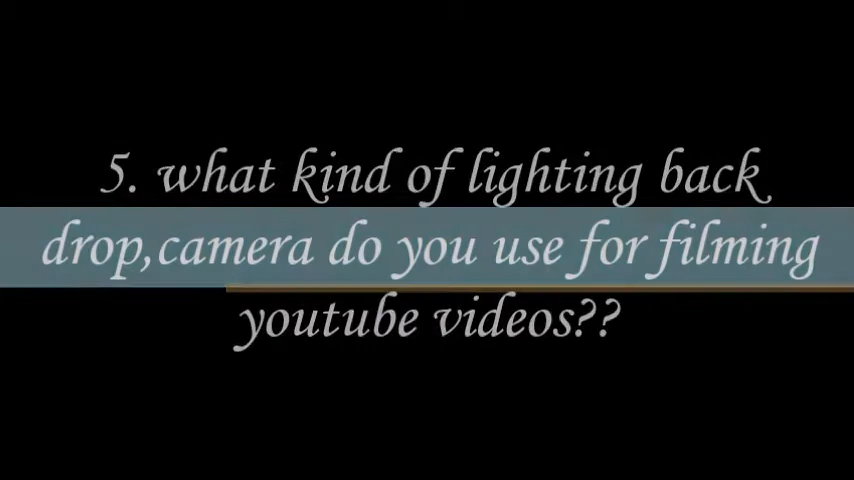 5. what kind of lighting back
drop,camera do you use for filming
youtube videos??